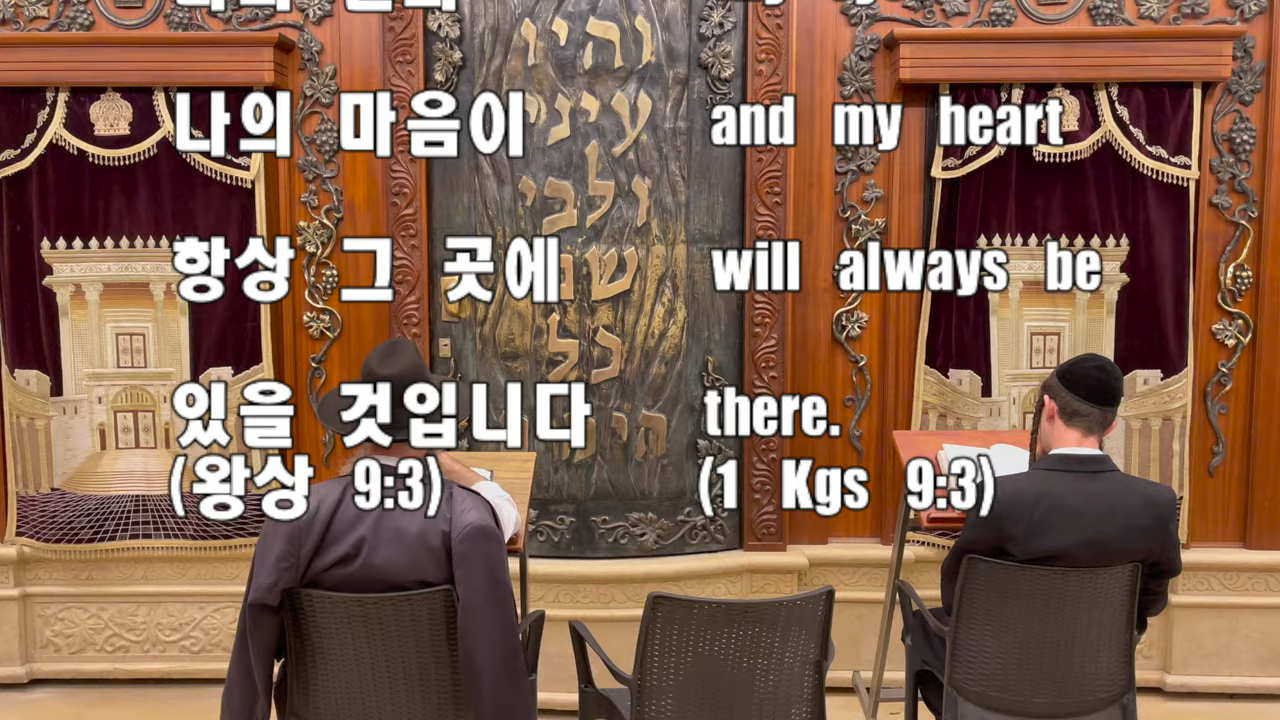 나의 마음이
and my heart
항상 그 곳에
will always be
있을 것입니다
there.
(왕상 9:3)
(1 Kgs 9:3)
והיו
עיני
ולבי
שם
כל
הימים